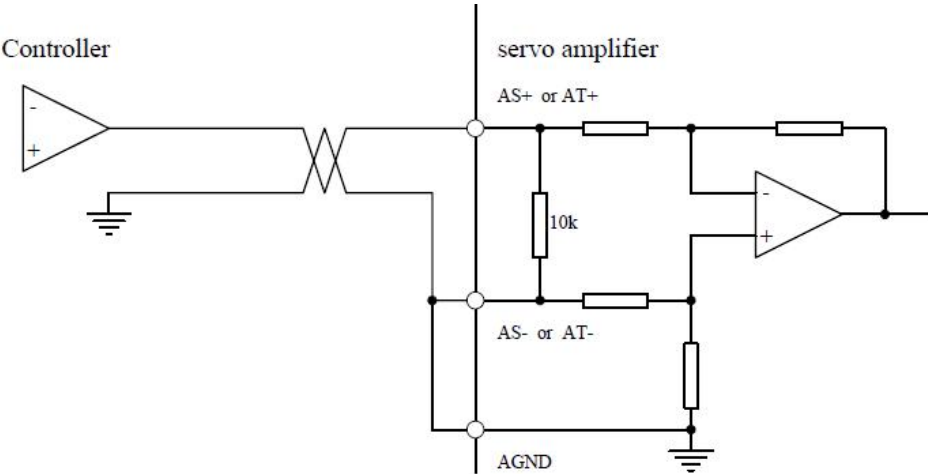 Controller
servo amplifier
AS+ or AT+
-
+
10k
-
+
AS- or AT-
AGND